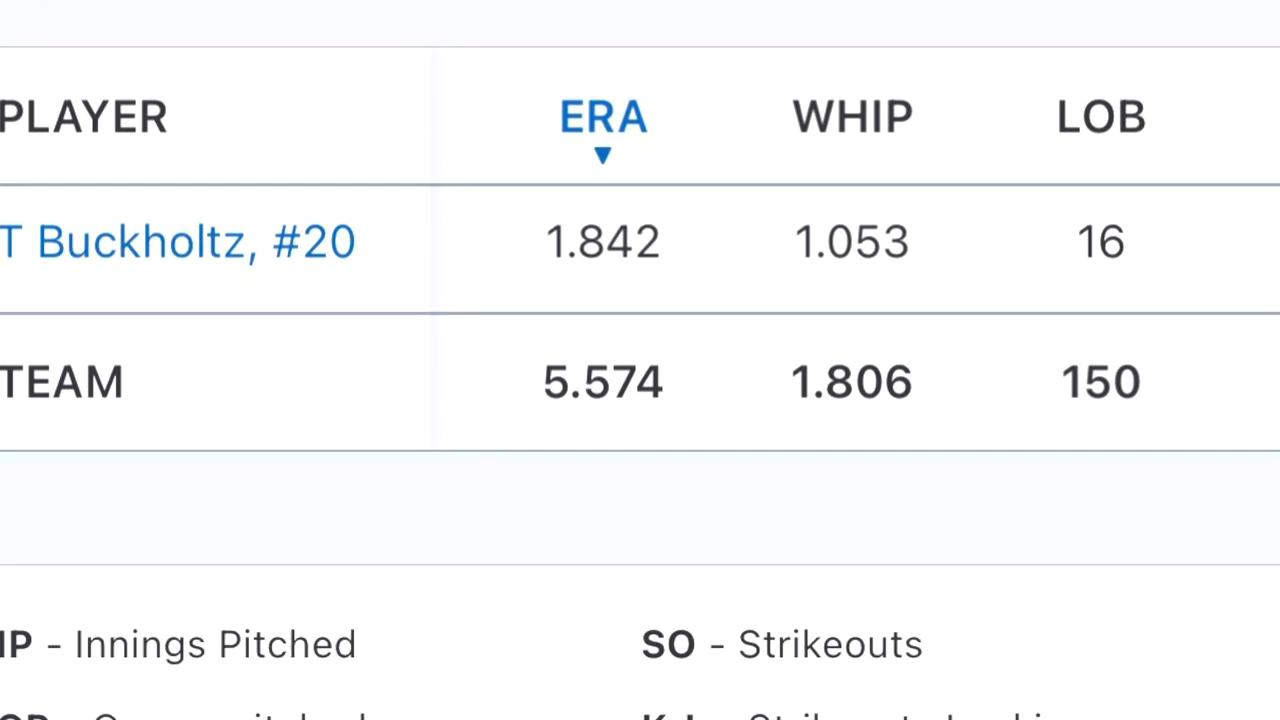 PLAYER ERA WHIP LOB
▼
T Buckholtz, #20 1.842 1.053 16
TEAM 5.574 1.806 150
IP - Innings Pitched SO - Strikeouts